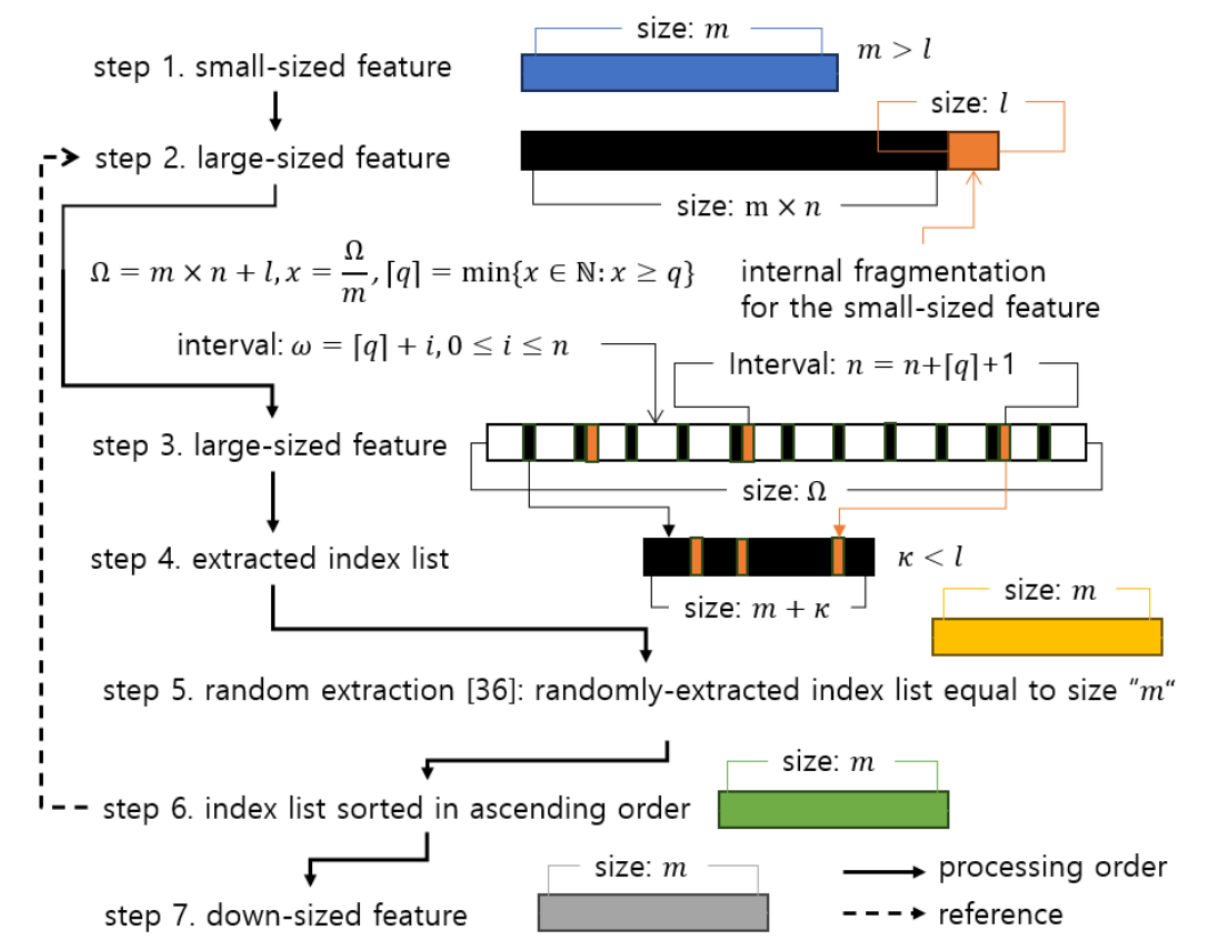 size: m
step 1. small-sized feature
m > l
size: l
step 2. large-sized feature
size: m × n
Ω = m × n + l, x = Ω/m, ⌈q⌉ = min{x ∈ ℕ: x ≥ q}
internal fragmentation
for the small-sized feature
interval: ω = ⌈q⌉ + i, 0 ≤ i ≤ n
Interval: n = n+⌈q⌉+1
step 3. large-sized feature
size: Ω
step 4. extracted index list
κ < l
size: m + κ
size: m
step 5. random extraction [36]: randomly-extracted index list equal to size "m"
size: m
step 6. index list sorted in ascending order
size: m
processing order
step 7. down-sized feature
reference